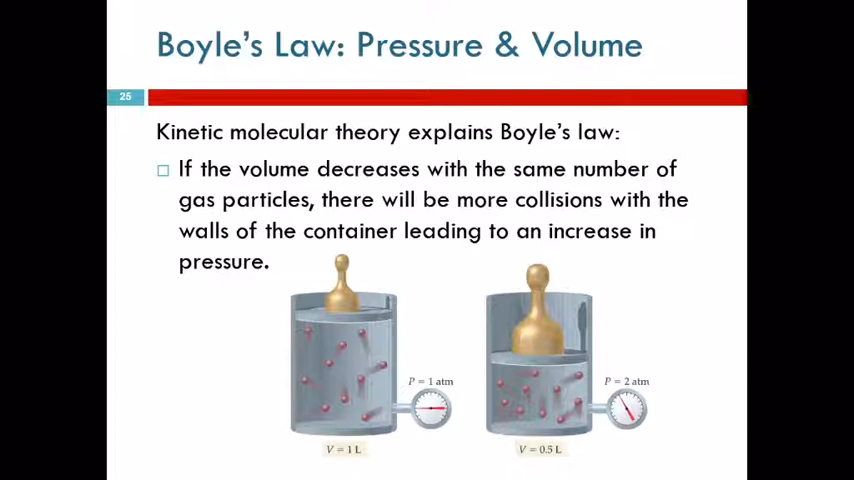 Boyle's Law: Pressure & Volume
25
Kinetic molecular theory explains Boyle's law:
If the volume decreases with the same number of
gas particles, there will be more collisions with the
walls of the container leading to an increase in
pressure.
P = 1 atm
P = 2 atm
V = 1 L
V = 0.5 L